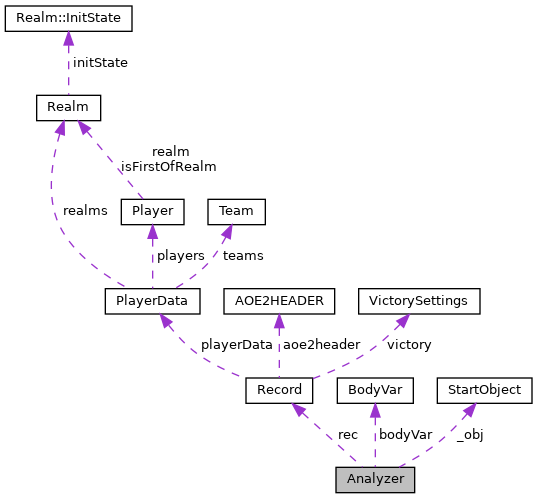 Realm::InitState
initState
Realm
realm
isFirstOfRealm
realms
Player
Team
players
teams
PlayerData
AOE2HEADER
VictorySettings
playerData
aoe2header
victory
Record
BodyVar
StartObject
rec
bodyVar
_obj
Analyzer